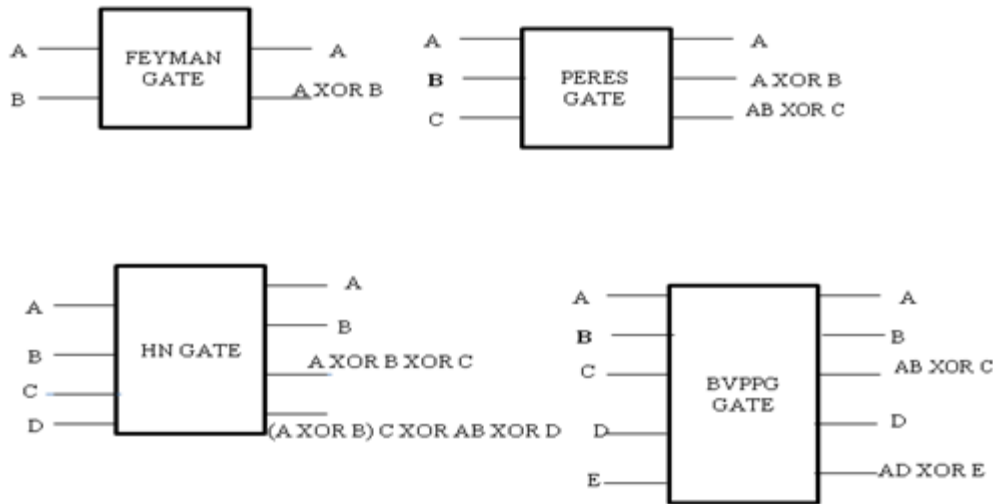 A
B
FEYMAN
GATE
A
A XOR B
A
B
C
PERES
GATE
A
A XOR B
AB XOR C
A
B
C
D
HN GATE
A
B
A XOR B XOR C
(A XOR B) C XOR AB XOR D
A
B
C
D
E
BVPPG
GATE
A
B
AB XOR C
D
AD XOR E